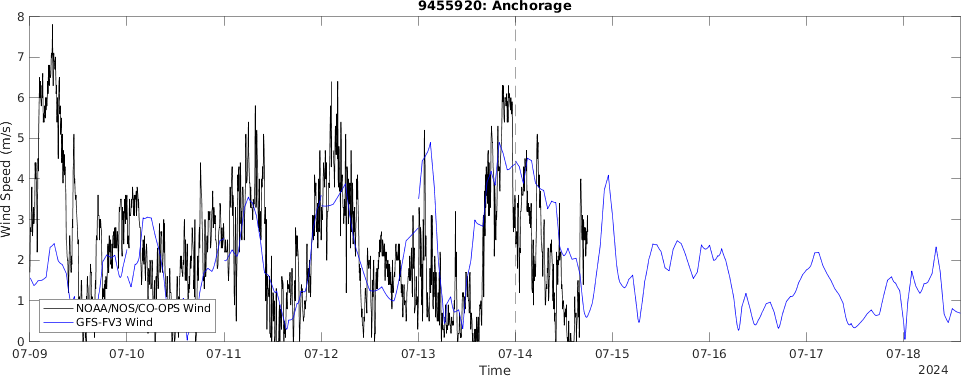 9455920: Anchorage
8
7
6
5
4
3
2
1
0
Wind Speed (m/s)
NOAA/NOS/CO-OPS Wind
GFS-FV3 Wind
07-09 07-10 07-11 07-12 07-13 07-14 07-15 07-16 07-17 07-18
Time
2024